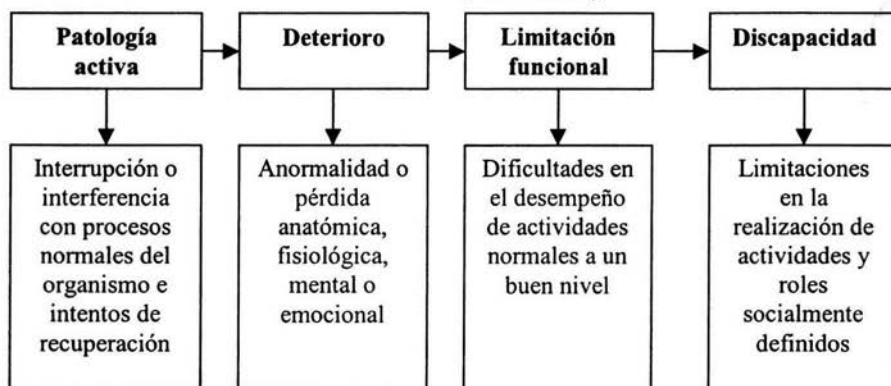 Patología
activa
Deterioro
Limitación
funcional
Discapacidad
Interrupción o
interferencia
con procesos
normales del
organismo e
intentos de
recuperación
Anormalidad o
pérdida
anatómica,
fisiológica,
mental o
emocional
Dificultades en
el desempeño
de actividades
normales a un
buen nivel
Limitaciones
en la
realización de
actividades y
roles
socialmente
definidos